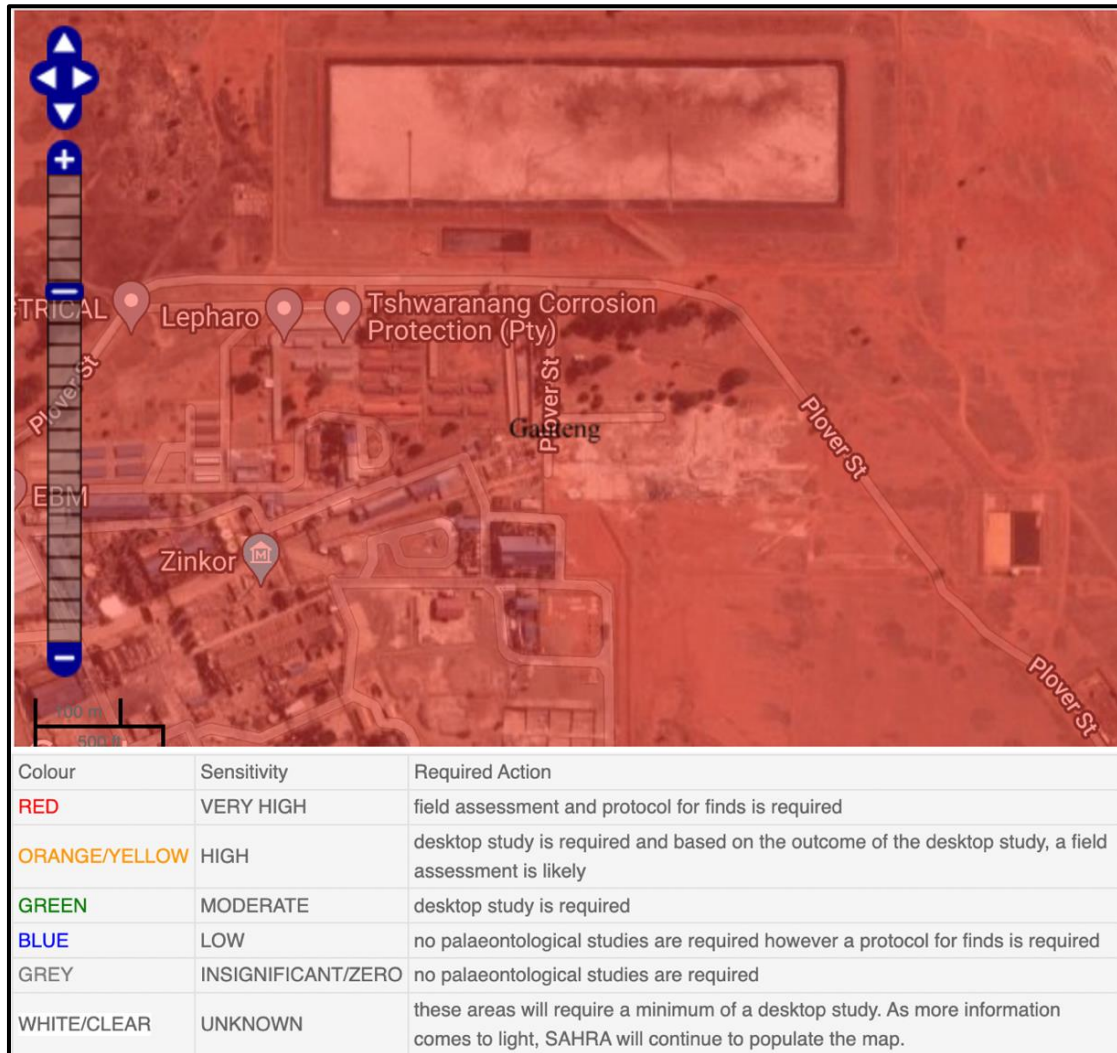 TRICAL
Lepharo
Tshwaranang Corrosion
Protection (Pty)
Plover St
Plover St
Gauteng
Plover St
EBM
Zinkor
Plover St
100 m
500 ft
Colour Sensitivity Required Action
RED VERY HIGH field assessment and protocol for finds is required
ORANGE/YELLOW HIGH desktop study is required and based on the outcome of the desktop study, a field
assessment is likely
GREEN MODERATE desktop study is required
BLUE LOW no palaeontological studies are required however a protocol for finds is required
GREY INSIGNIFICANT/ZERO no palaeontological studies are required
WHITE/CLEAR UNKNOWN these areas will require a minimum of a desktop study. As more information
comes to light, SAHRA will continue to populate the map.